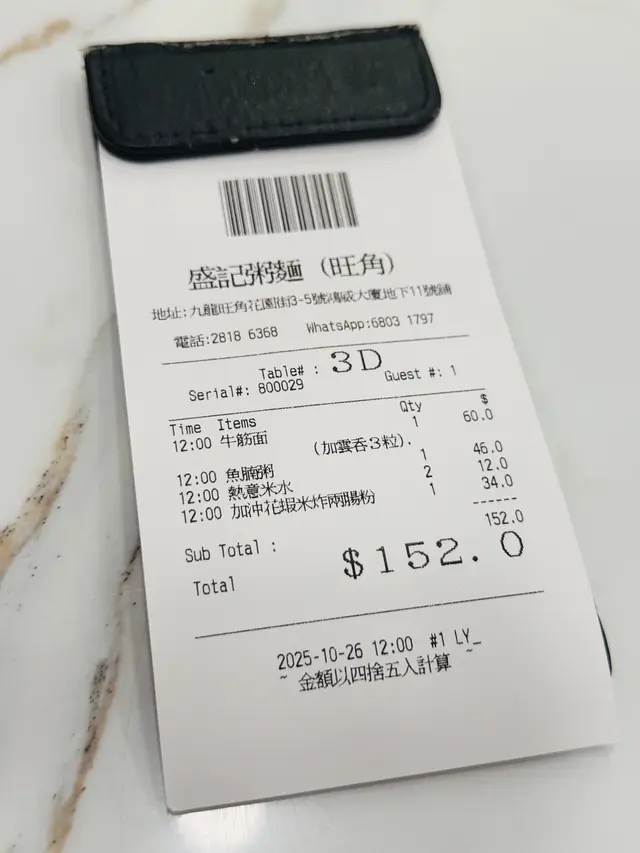 盛記粥麵 (旺角)
地址:九龍旺角花園街3-5號鴻威大廈地下11號舖
電話:2818 6368 WhatsApp:6803 1797
Table# : 3D
Serial#: 800029 Guest #: 1
Time Items Qty $
12:00 牛筋面 1 60.0
(加雲吞3粒).
12:00 魚腩粥 1 46.0
12:00 熱意米水 2 12.0
12:00 加沖花蝦米炸兩腸粉 1 34.0
------
Sub Total : 152.0
Total $152.0
2025-10-26 12:00 #1 LY_
~ 金額以四捨五入計算 ~